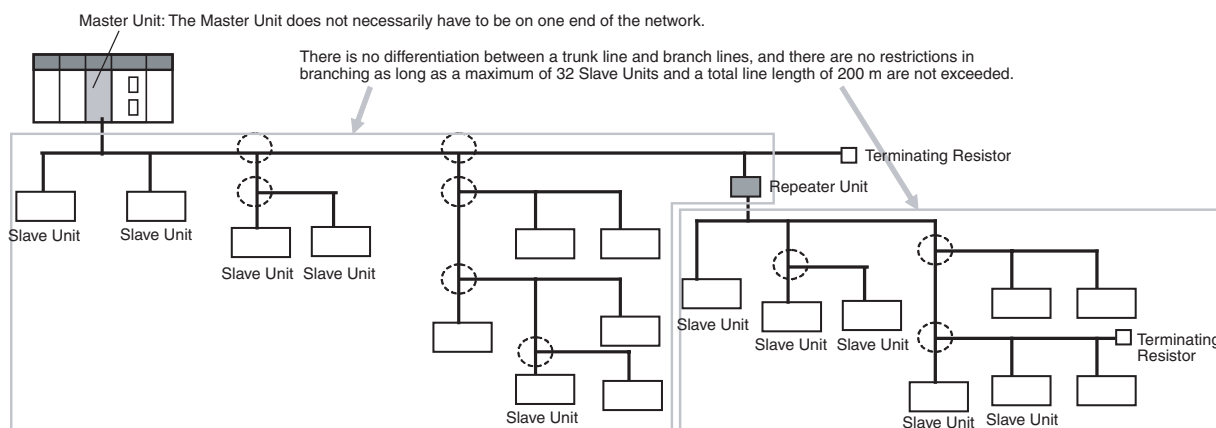 Master Unit: The Master Unit does not necessarily have to be on one end of the network.
There is no differentiation between a trunk line and branch lines, and there are no restrictions in
branching as long as a maximum of 32 Slave Units and a total line length of 200 m are not exceeded.
Terminating Resistor
Repeater Unit
Slave Unit
Slave Unit
Slave Unit
Slave Unit
Slave Unit
Slave Unit
Slave Unit
Terminating
Resistor
Slave Unit
Slave Unit
Slave Unit